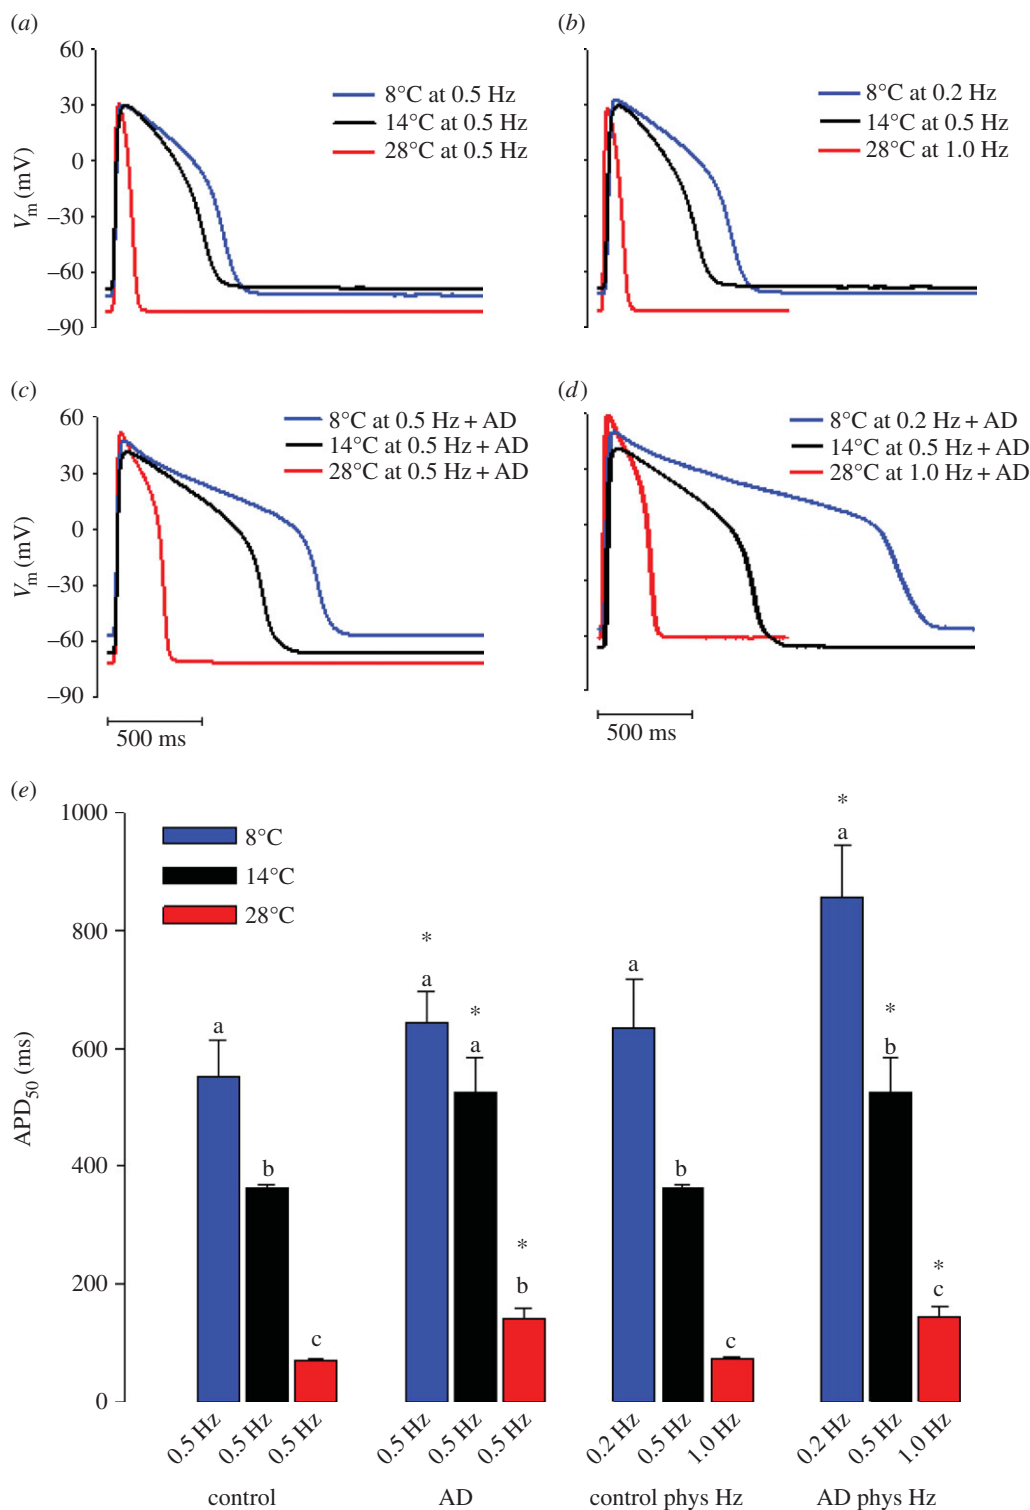 (a)
60
30
0
–30
–60
–90
V_m (mV)
8°C at 0.5 Hz
14°C at 0.5 Hz
28°C at 0.5 Hz
(b)
8°C at 0.2 Hz
14°C at 0.5 Hz
28°C at 1.0 Hz
(c)
60
30
0
–30
–60
–90
V_m (mV)
8°C at 0.5 Hz + AD
14°C at 0.5 Hz + AD
28°C at 0.5 Hz + AD
500 ms
(d)
8°C at 0.2 Hz + AD
14°C at 0.5 Hz + AD
28°C at 1.0 Hz + AD
500 ms
(e)
1000
800
600
400
200
0
APD_50 (ms)
8°C
14°C
28°C
a
b
c
*
a
*
a
*
b
a
b
c
*
a
*
b
*
c
0.5 Hz
0.5 Hz
0.5 Hz
0.5 Hz
0.5 Hz
0.5 Hz
0.2 Hz
0.5 Hz
1.0 Hz
0.2 Hz
0.5 Hz
1.0 Hz
control
AD
control phys Hz
AD phys Hz